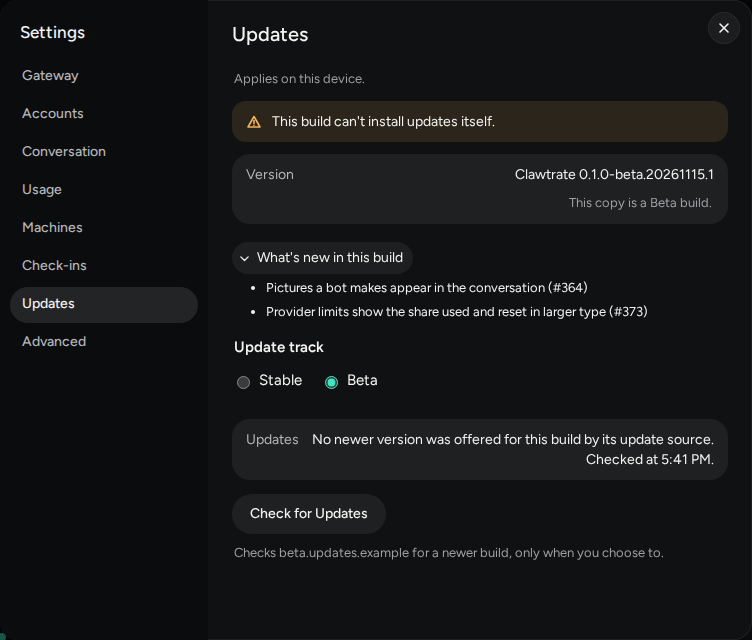 Settings
Gateway
Accounts
Conversation
Usage
Machines
Check-ins
Updates
Advanced
Updates
Applies on this device.
This build can't install updates itself.
Version
Clawtrate 0.1.0-beta.20261115.1
This copy is a Beta build.
What's new in this build
Pictures a bot makes appear in the conversation (#364)
Provider limits show the share used and reset in larger type (#373)
Update track
Stable
Beta
Updates
No newer version was offered for this build by its update source.
Checked at 5:41 PM.
Check for Updates
Checks beta.updates.example for a newer build, only when you choose to.